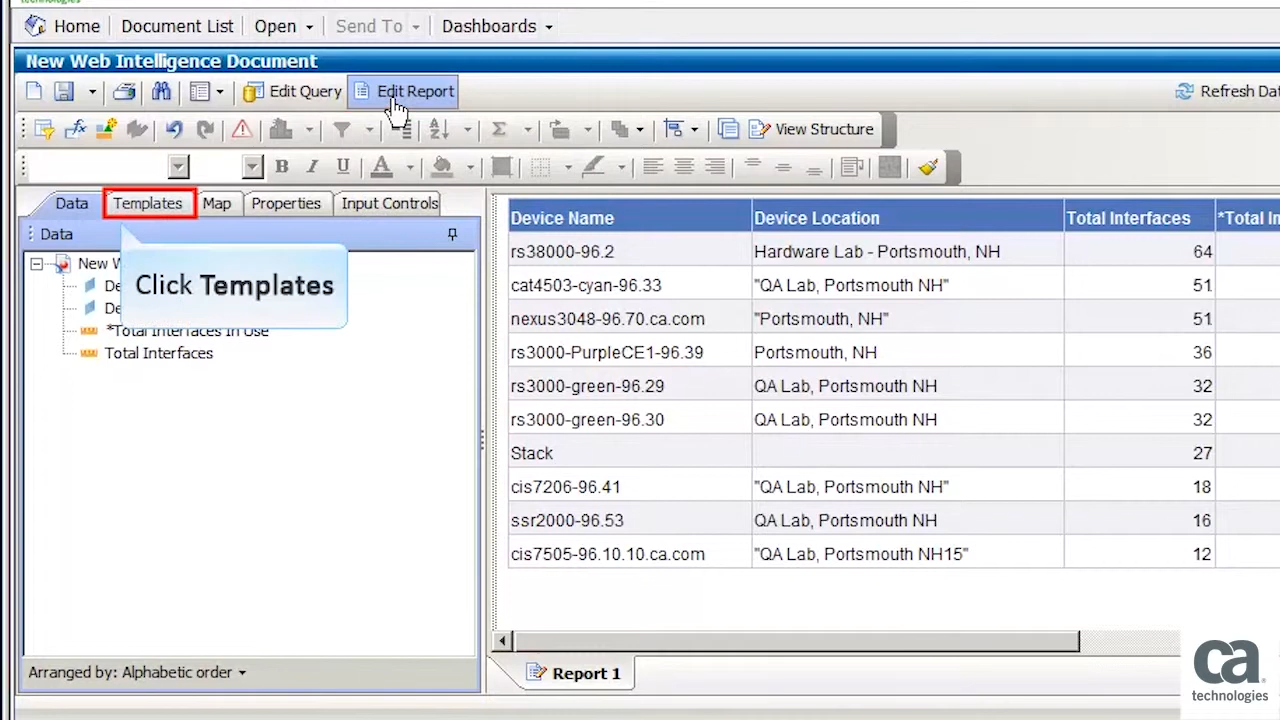 technologies
Home Document List Open Send To Dashboards
New Web Intelligence Document
Edit Query Edit Report Refresh Dat
View Structure
B I U A
Data Templates Map Properties Input Controls
Data
New W
De
De
*Total Interfaces In Use
Total Interfaces
Click Templates
Device Name Device Location Total Interfaces *Total In
rs38000-96.2 Hardware Lab - Portsmouth, NH 64
cat4503-cyan-96.33 "QA Lab, Portsmouth NH" 51
nexus3048-96.70.ca.com "Portsmouth, NH" 51
rs3000-PurpleCE1-96.39 Portsmouth, NH 36
rs3000-green-96.29 QA Lab, Portsmouth NH 32
rs3000-green-96.30 QA Lab, Portsmouth NH 32
Stack 27
cis7206-96.41 "QA Lab, Portsmouth NH" 18
ssr2000-96.53 QA Lab, Portsmouth NH 16
cis7505-96.10.10.ca.com "QA Lab, Portsmouth NH15" 12
Arranged by: Alphabetic order
Report 1
ca
technologies